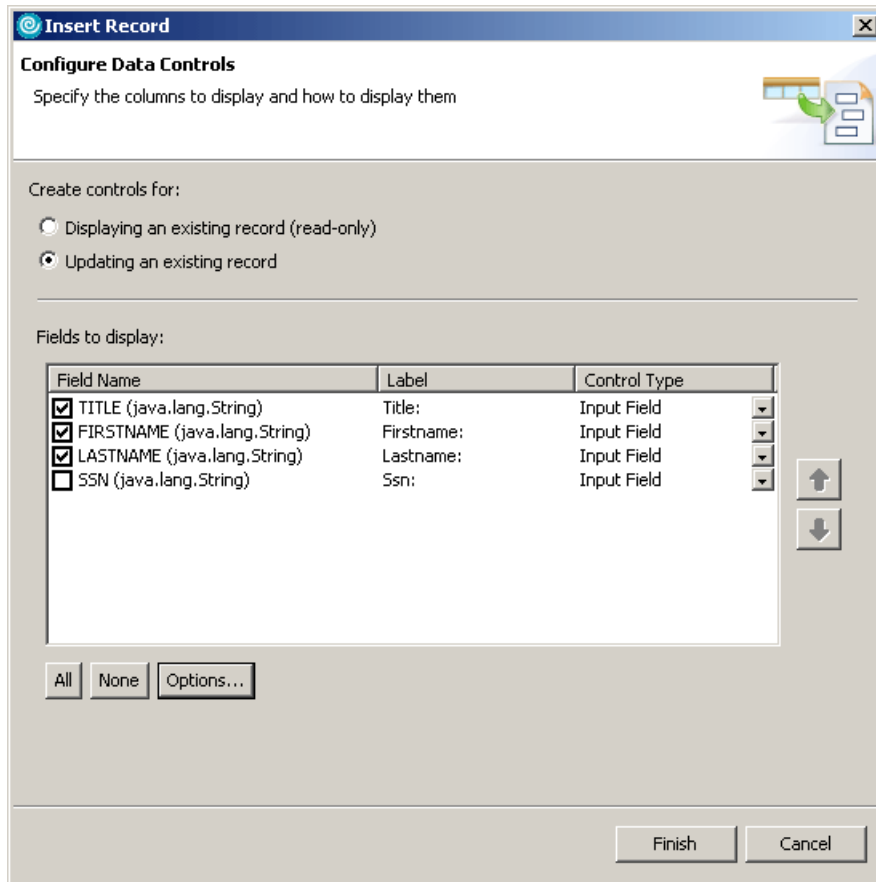 Insert Record
Configure Data Controls
Specify the columns to display and how to display them
Create controls for:
Displaying an existing record (read-only)
Updating an existing record
Fields to display:
Field Name Label Control Type
TITLE (java.lang.String) Title: Input Field
FIRSTNAME (java.lang.String) Firstname: Input Field
LASTNAME (java.lang.String) Lastname: Input Field
SSN (java.lang.String) Ssn: Input Field
All None Options...
Finish Cancel